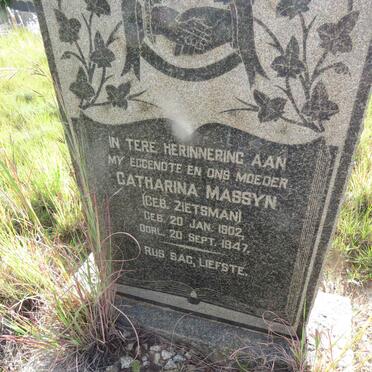 IN TERE HERINNERING AAN
MY EGGENOTE EN ONS MOEDER
CATHARINA MASSYN
(GEB. ZIETSMAN)
GEB. 20 JAN. 1902,
OORL. 20 SEPT. 1947.
RUS SAG, LIEFSTE.